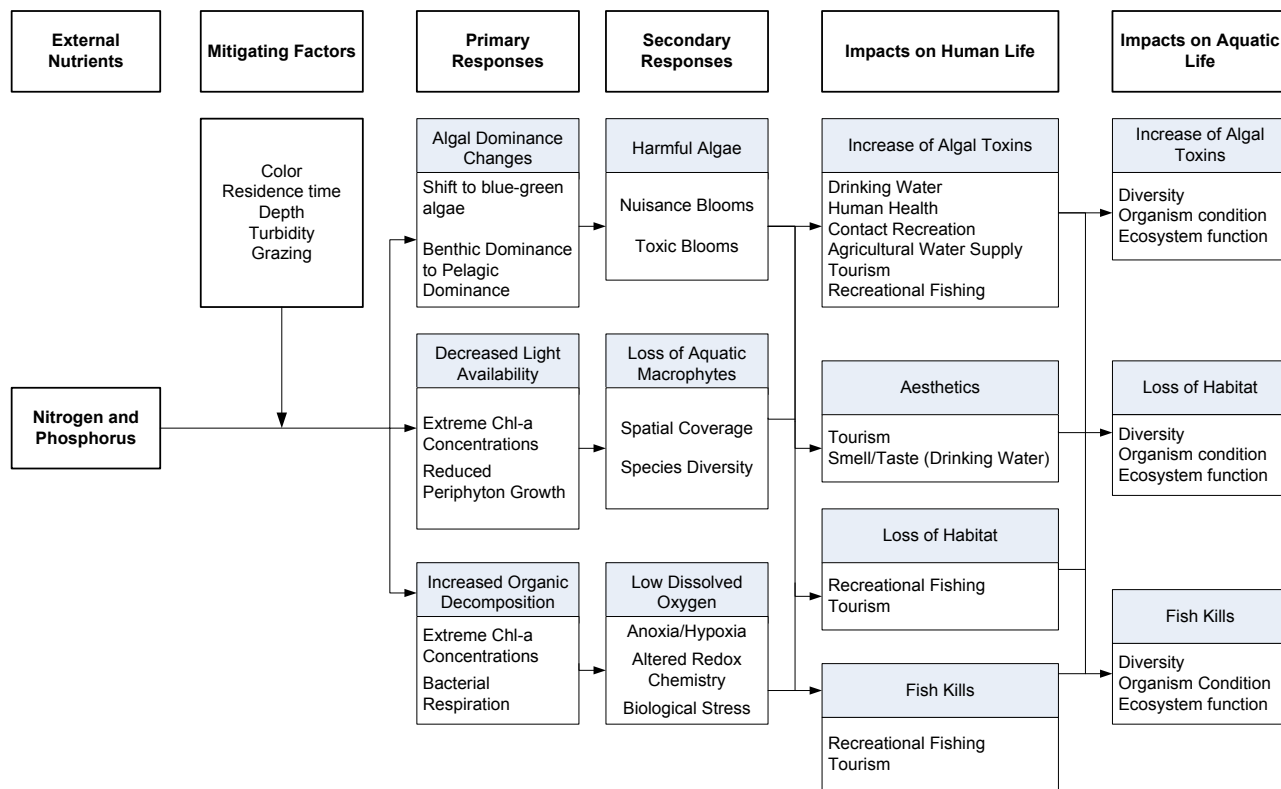 External
Nutrients
Mitigating Factors
Primary
Responses
Secondary
Responses
Impacts on Human Life
Impacts on Aquatic
Life
Nitrogen and
Phosphorus
Color
Residence time
Depth
Turbidity
Grazing
Algal Dominance
Changes
Shift to blue-green
algae
Benthic Dominance
to Pelagic
Dominance
Decreased Light
Availability
Extreme Chl-a
Concentrations
Reduced
Periphyton Growth
Increased Organic
Decomposition
Extreme Chl-a
Concentrations
Bacterial
Respiration
Harmful Algae
Nuisance Blooms
Toxic Blooms
Loss of Aquatic
Macrophytes
Spatial Coverage
Species Diversity
Low Dissolved
Oxygen
Anoxia/Hypoxia
Altered Redox
Chemistry
Biological Stress
Increase of Algal Toxins
Drinking Water
Human Health
Contact Recreation
Agricultural Water Supply
Tourism
Recreational Fishing
Aesthetics
Tourism
Smell/Taste (Drinking Water)
Loss of Habitat
Recreational Fishing
Tourism
Fish Kills
Recreational Fishing
Tourism
Increase of Algal
Toxins
Diversity
Organism condition
Ecosystem function
Loss of Habitat
Diversity
Organism condition
Ecosystem function
Fish Kills
Diversity
Organism Condition
Ecosystem function